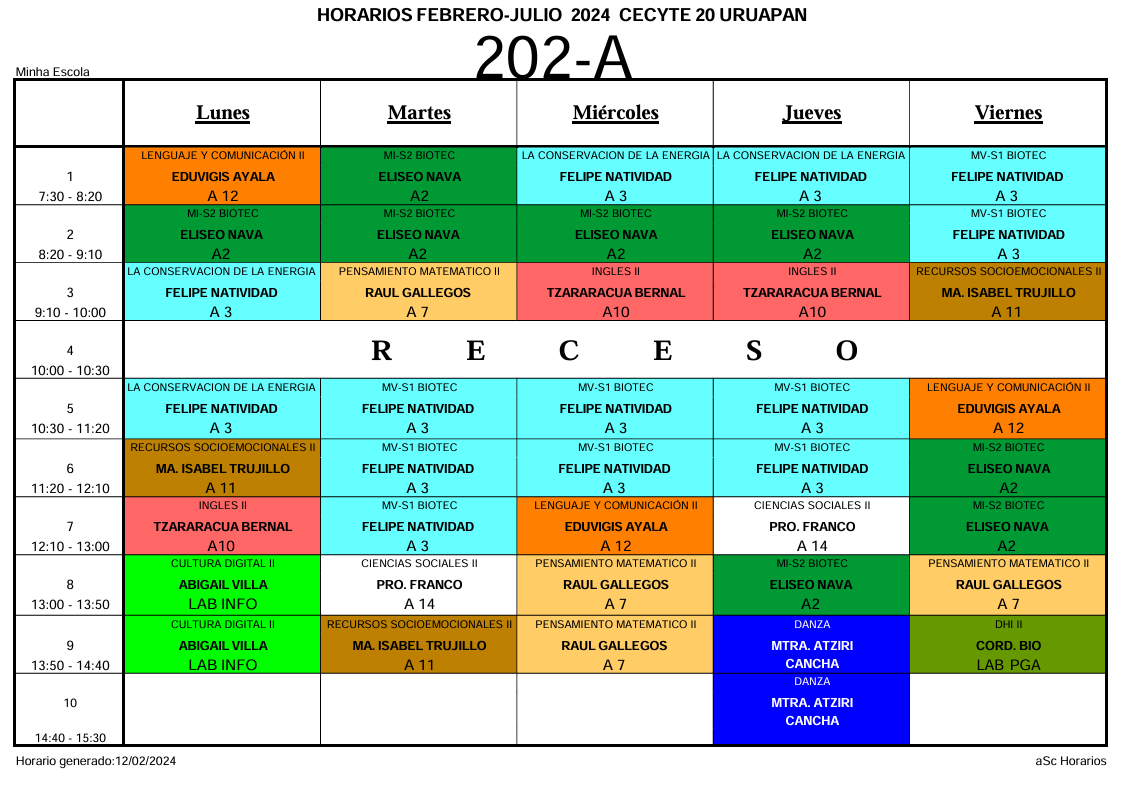 HORARIOS FEBRERO-JULIO 2024 CECYTE 20 URUAPAN
202-A
Minha Escola
Lunes Martes Miércoles Jueves Viernes
LENGUAJE Y COMUNICACIÓN II MI-S2 BIOTEC LA CONSERVACION DE LA ENERGIA LA CONSERVACION DE LA ENERGIA MV-S1 BIOTEC
1 EDUVIGIS AYALA ELISEO NAVA FELIPE NATIVIDAD FELIPE NATIVIDAD FELIPE NATIVIDAD
7:30 - 8:20 A 12 A2 A 3 A 3 A 3
MI-S2 BIOTEC MI-S2 BIOTEC MI-S2 BIOTEC MI-S2 BIOTEC MV-S1 BIOTEC
2 ELISEO NAVA ELISEO NAVA ELISEO NAVA ELISEO NAVA FELIPE NATIVIDAD
8:20 - 9:10 A2 A2 A2 A2 A 3
LA CONSERVACION DE LA ENERGIA PENSAMIENTO MATEMATICO II INGLES II INGLES II RECURSOS SOCIOEMOCIONALES II
3 FELIPE NATIVIDAD RAUL GALLEGOS TZARARACUA BERNAL TZARARACUA BERNAL MA. ISABEL TRUJILLO
9:10 - 10:00 A 3 A 7 A10 A10 A 11
4 R E C E S O
10:00 - 10:30
LA CONSERVACION DE LA ENERGIA MV-S1 BIOTEC MV-S1 BIOTEC MV-S1 BIOTEC LENGUAJE Y COMUNICACIÓN II
5 FELIPE NATIVIDAD FELIPE NATIVIDAD FELIPE NATIVIDAD FELIPE NATIVIDAD EDUVIGIS AYALA
10:30 - 11:20 A 3 A 3 A 3 A 3 A 12
RECURSOS SOCIOEMOCIONALES II MV-S1 BIOTEC MV-S1 BIOTEC MV-S1 BIOTEC MI-S2 BIOTEC
6 MA. ISABEL TRUJILLO FELIPE NATIVIDAD FELIPE NATIVIDAD FELIPE NATIVIDAD ELISEO NAVA
11:20 - 12:10 A 11 A 3 A 3 A 3 A2
INGLES II MV-S1 BIOTEC LENGUAJE Y COMUNICACIÓN II CIENCIAS SOCIALES II MI-S2 BIOTEC
7 TZARARACUA BERNAL FELIPE NATIVIDAD EDUVIGIS AYALA PRO. FRANCO ELISEO NAVA
12:10 - 13:00 A10 A 3 A 12 A 14 A2
CULTURA DIGITAL II CIENCIAS SOCIALES II PENSAMIENTO MATEMATICO II MI-S2 BIOTEC PENSAMIENTO MATEMATICO II
8 ABIGAIL VILLA PRO. FRANCO RAUL GALLEGOS ELISEO NAVA RAUL GALLEGOS
13:00 - 13:50 LAB INFO A 14 A 7 A2 A 7
CULTURA DIGITAL II RECURSOS SOCIOEMOCIONALES II PENSAMIENTO MATEMATICO II DANZA DHI II
9 ABIGAIL VILLA MA. ISABEL TRUJILLO RAUL GALLEGOS MTRA. ATZIRI CORD. BIO
13:50 - 14:40 LAB INFO A 11 A 7 CANCHA LAB PGA
DANZA
10 MTRA. ATZIRI
CANCHA
14:40 - 15:30
Horario generado:12/02/2024 aSc Horarios